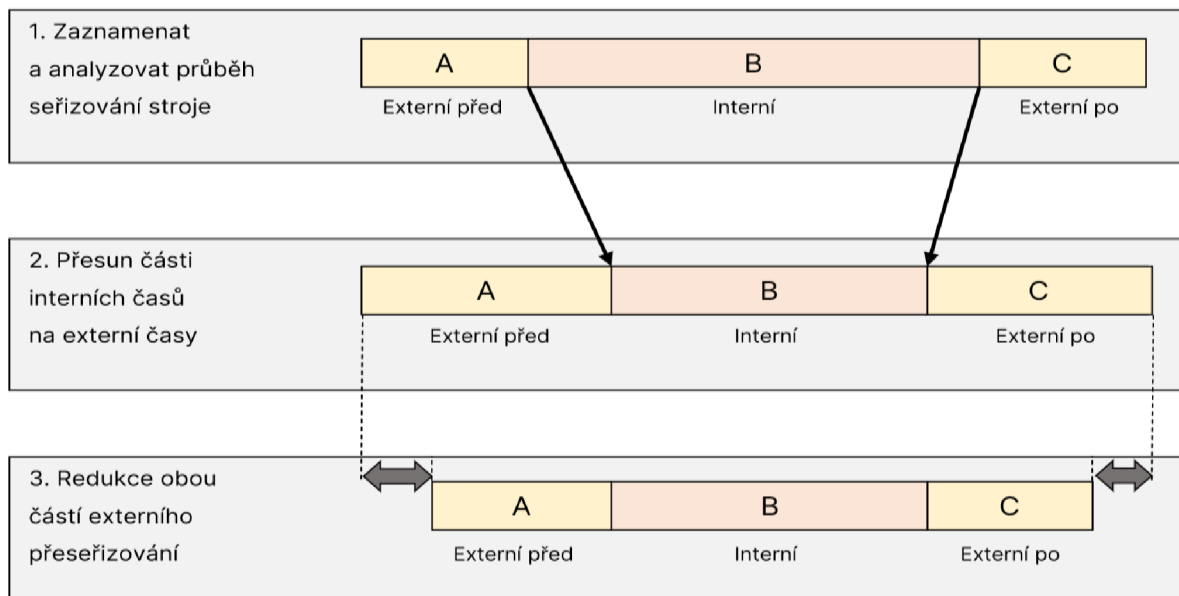 1. Zaznamenat
a analyzovat průběh
seřizování stroje
A
B
C
Externí před
Interní
Externí po
2. Přesun části
interních časů
na externí časy
A
B
C
Externí před
Interní
Externí po
3. Redukce obou
částí externího
přeseřizování
A
B
C
Externí před
Interní
Externí po